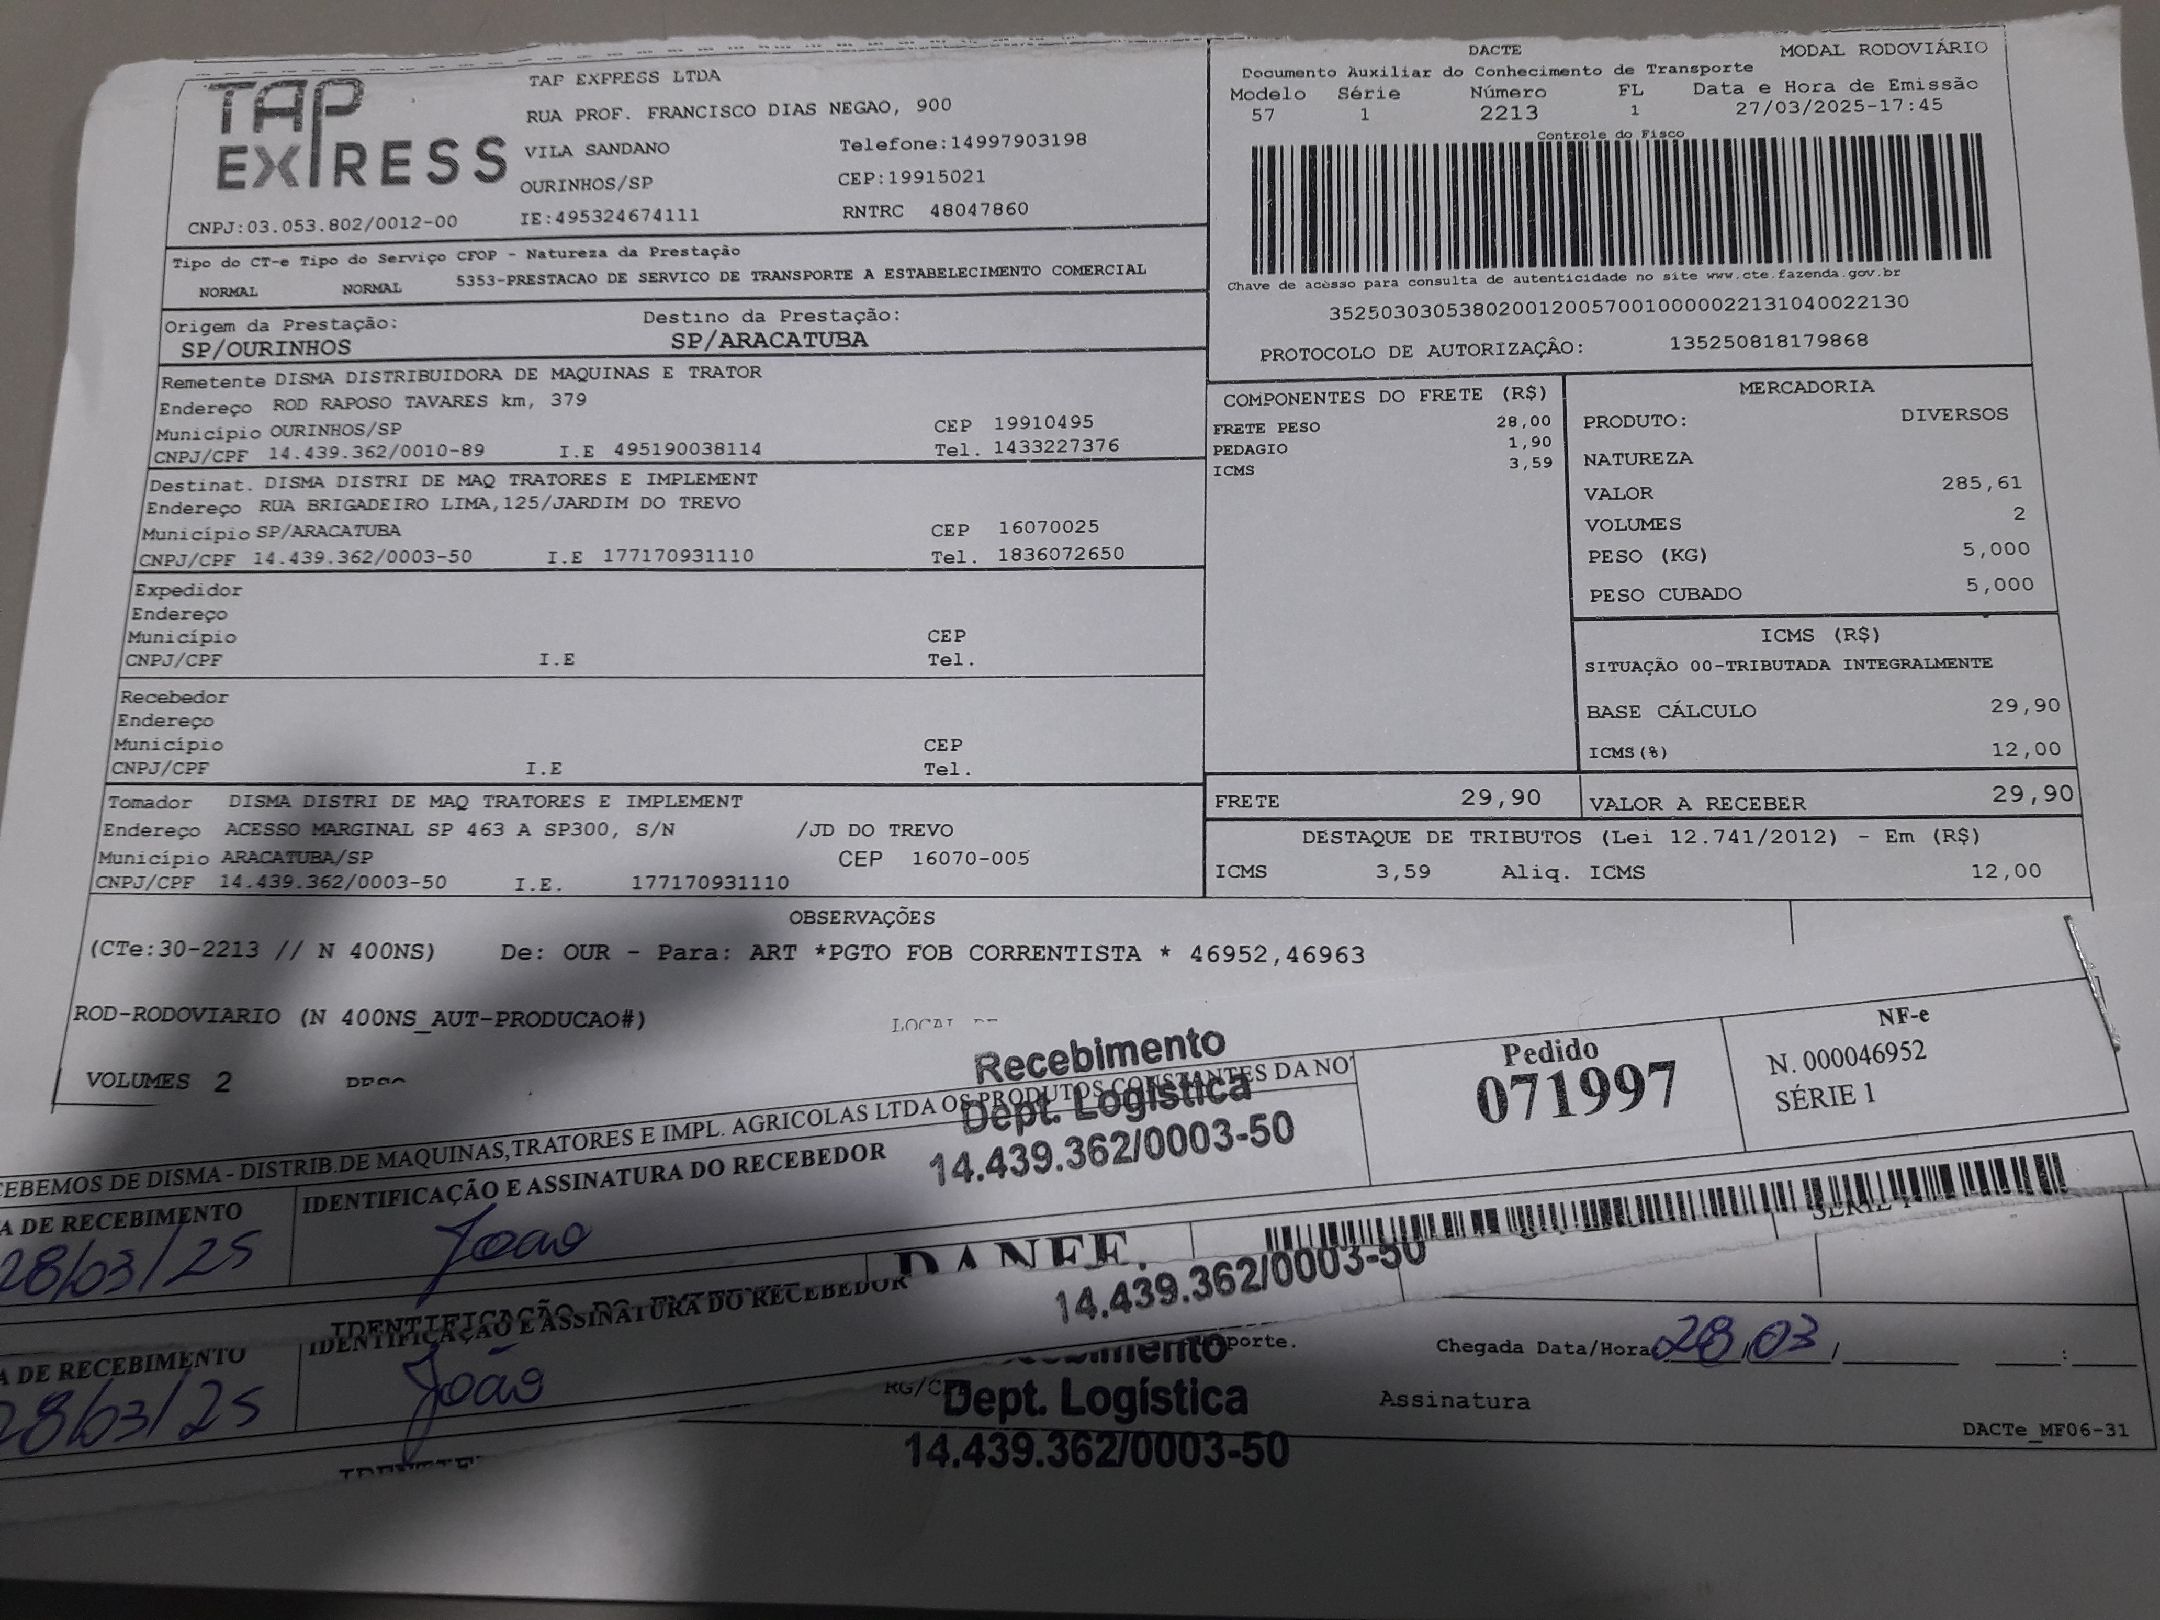 TAP EXPRESS
TAP EXPRESS LTDA
RUA PROF. FRANCISCO DIAS NEGAO, 900
VILA SANDANO Telefone:14997903198
OURINHOS/SP CEP:19915021
CNPJ:03.053.802/0012-00 IE:495324674111 RNTRC 48047860
DACTE MODAL RODOVIÁRIO
Documento Auxiliar do Conhecimento de Transporte
Modelo Série Número FL Data e Hora de Emissão
57 1 2213 1 27/03/2025-17:45
Controle do Fisco
Chave de acesso para consulta de autenticidade no site www.cte.fazenda.gov.br
35250303053802001200570010000022131040022130
PROTOCOLO DE AUTORIZAÇÃO: 135250818179868
Tipo do CT-e Tipo do Serviço CFOP - Natureza da Prestação
NORMAL NORMAL 5353-PRESTACAO DE SERVICO DE TRANSPORTE A ESTABELECIMENTO COMERCIAL
Origem da Prestação: Destino da Prestação:
SP/OURINHOS SP/ARACATUBA
Remetente DISMA DISTRIBUIDORA DE MAQUINAS E TRATOR
Endereço ROD RAPOSO TAVARES km, 379
Município OURINHOS/SP CEP 19910495
CNPJ/CPF 14.439.362/0010-89 I.E 495190038114 Tel. 1433227376
Destinat. DISMA DISTRI DE MAQ TRATORES E IMPLEMENT
Endereço RUA BRIGADEIRO LIMA,125/JARDIM DO TREVO
Município SP/ARACATUBA CEP 16070025
CNPJ/CPF 14.439.362/0003-50 I.E 177170931110 Tel. 1836072650
Expedidor
Endereço
Município CEP
CNPJ/CPF I.E Tel.
Recebedor
Endereço
Município CEP
CNPJ/CPF I.E Tel.
Tomador DISMA DISTRI DE MAQ TRATORES E IMPLEMENT
Endereço ACESSO MARGINAL SP 463 A SP300, S/N /JD DO TREVO
Município ARACATUBA/SP CEP 16070-005
CNPJ/CPF 14.439.362/0003-50 I.E. 177170931110
COMPONENTES DO FRETE (R$)
FRETE PESO 28,00
PEDAGIO 1,90
ICMS 3,59
MERCADORIA
PRODUTO: DIVERSOS
NATUREZA
VALOR 285,61
VOLUMES 2
PESO (KG) 5,000
PESO CUBADO 5,000
ICMS (R$)
SITUAÇÃO 00-TRIBUTADA INTEGRALMENTE
BASE CÁLCULO 29,90
ICMS(%) 12,00
FRETE 29,90 VALOR A RECEBER 29,90
DESTAQUE DE TRIBUTOS (Lei 12.741/2012) - Em (R$)
ICMS 3,59 Aliq. ICMS 12,00
OBSERVAÇÕES
(CTe:30-2213 // N 400NS) De: OUR - Para: ART *PGTO FOB CORRENTISTA * 46952,46963
ROD-RODOVIARIO (N 400NS_AUT-PRODUCAO#)
VOLUMES 2 PESO
Recebimento
Dept. Logística
14.439.362/0003-50
CEBEMOS DE DISMA - DISTRIB.DE MAQUINAS,TRATORES E IMPL. AGRICOLAS LTDA OS PRODUTOS CONSTANTES DA NOT
Pedido
071997
NF-e
N. 000046952
SÉRIE 1
A DE RECEBIMENTO IDENTIFICAÇÃO E ASSINATURA DO RECEBEDOR
28/03/25 Joao
DANFE.
SÉRIE 1
14.439.362/0003-50
A DE RECEBIMENTO IDENTIFICAÇÃO E ASSINATURA DO RECEBEDOR
28/03/25 João
porte. Chegada Data/Hora 28/03/ :
Recebimento
Dept. Logística
14.439.362/0003-50
Assinatura
DACTe_MF06-31